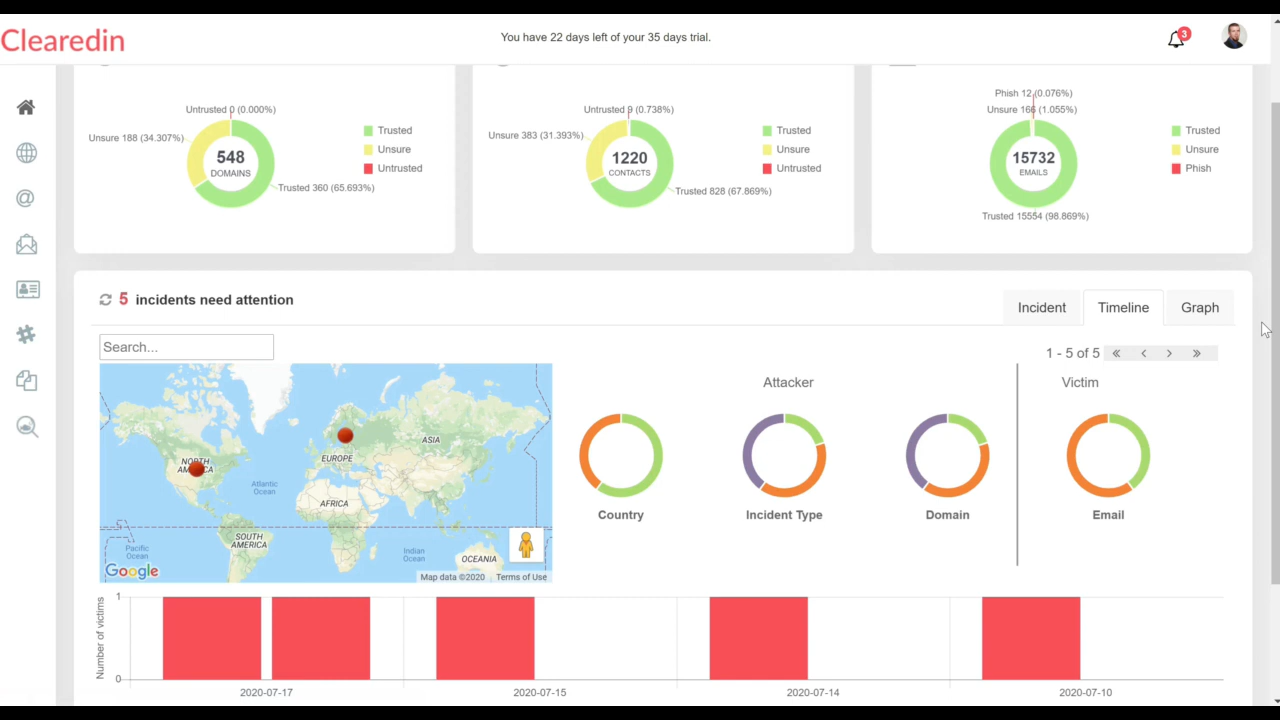 Clearedin
You have 22 days left of your 35 days trial.
3
Untrusted 0 (0.000%)
Unsure 188 (34.307%)
548
DOMAINS
Trusted 360 (65.693%)
Trusted
Unsure
Untrusted
Untrusted 9 (0.738%)
Unsure 383 (31.393%)
1220
CONTACTS
Trusted 828 (67.869%)
Trusted
Unsure
Untrusted
Phish 12 (0.076%)
Unsure 166 (1.055%)
15732
EMAILS
Trusted 15554 (98.869%)
Trusted
Unsure
Phish
5 incidents need attention
Incident
Timeline
Graph
Search...
1 - 5 of 5
NORTH
AMERICA
EUROPE
ASIA
Atlantic
Ocean
AFRICA
SOUTH
AMERICA
Pacific
Ocean
Indian
Ocean
OCEANIA
Google
Map data ©2020
Terms of Use
Attacker
Victim
Country
Incident Type
Domain
Email
Number of victims
1
0
2020-07-17
2020-07-15
2020-07-14
2020-07-10